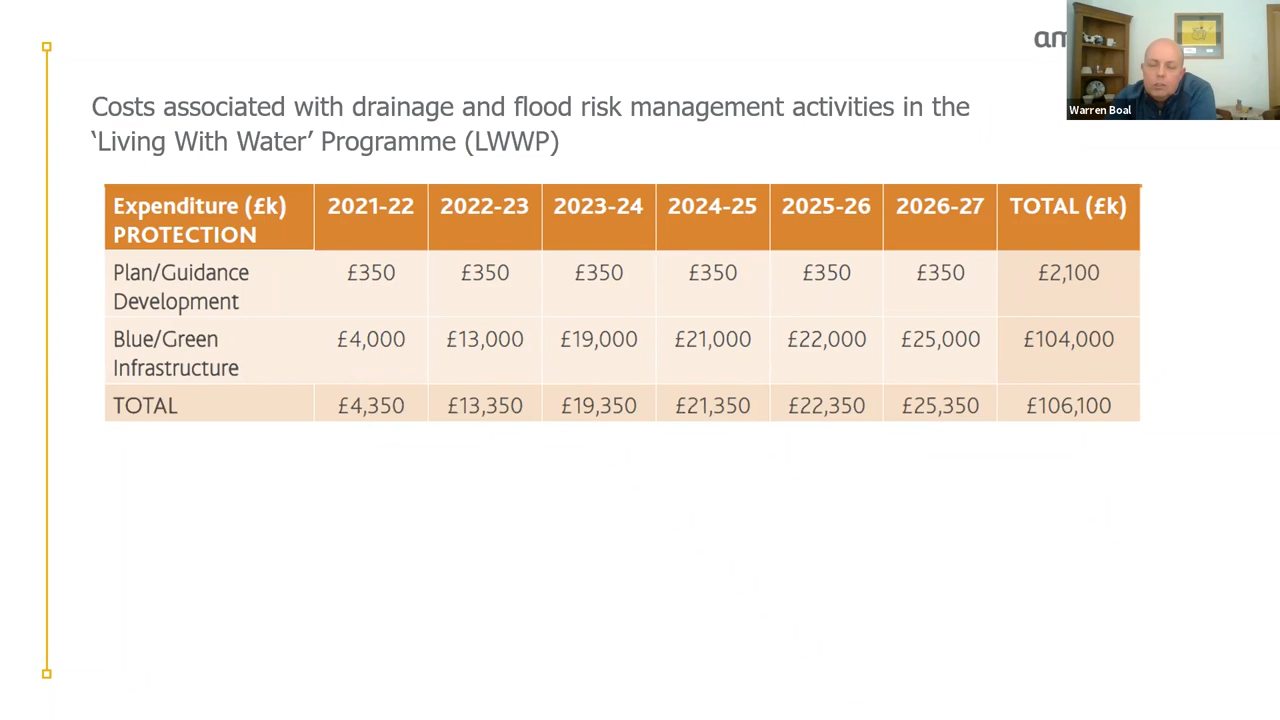 am
Warren Boal
Costs associated with drainage and flood risk management activities in the
‘Living With Water’ Programme (LWWP)
Expenditure (£k) PROTECTION 2021-22 2022-23 2023-24 2024-25 2025-26 2026-27 TOTAL (£k)
Plan/Guidance Development £350 £350 £350 £350 £350 £350 £2,100
Blue/Green Infrastructure £4,000 £13,000 £19,000 £21,000 £22,000 £25,000 £104,000
TOTAL £4,350 £13,350 £19,350 £21,350 £22,350 £25,350 £106,100